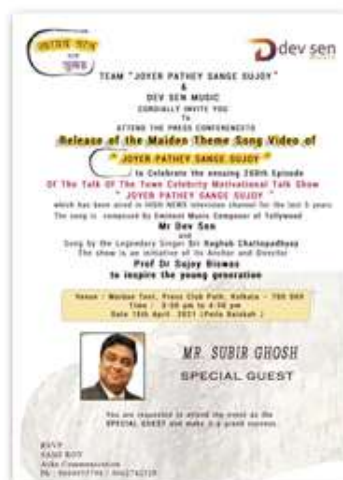 dev sen
MUSIC
TEAM "JOYER PATHEY SANGE SUJOY"
&
DEV SEN MUSIC
CORDIALLY INVITE YOU
To
ATTEND THE PRESS CONFERENCETO
Release of the Maiden Theme Song Video of
" JOYER PATHEY SANGE SUJOY "
to Celebrate the ensuing 260th Episode
Of The Talk Of The Town Celebrity Motivational Talk Show
" JOYER PATHEY SANGE SUJOY "
which has been aired in HIGH NEWS television channel for the last 5 years
The song is composed By Eminent Music Composer of Tollywood
Mr Dev Sen
and
Sung by the Legendary Singer Sri Raghab Chattopadhyay
The show is an initiative of its Anchor and Director
Prof Dr Sujoy Biswas
to inspire the young generation
Venue : Tent, Press Club Path, Kolkata - 700 069
Time : 3:30 pm to 4:30 pm
Date 15th April 2021 (Poila Baisakh )
MR. SUBIR GHOSH
SPECIAL GUEST
You are requested to attend the event as the
SPECIAL GUEST and make it a grand success.
RSVP
ROY
Communication